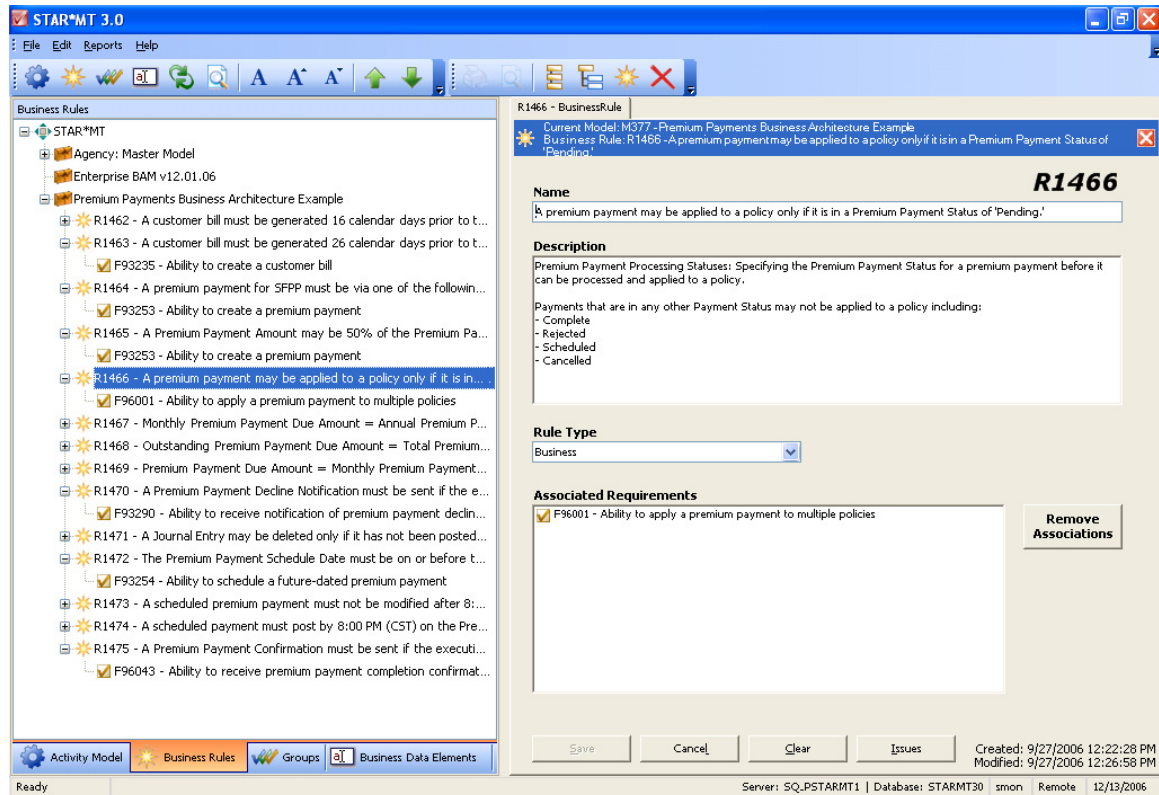 STAR*MT 3.0
File Edit Reports Help
A A A
Business Rules
STAR*MT
Agency: Master Model
Enterprise BAM v12.01.06
Premium Payments Business Architecture Example
R1462 - A customer bill must be generated 16 calendar days prior to t...
R1463 - A customer bill must be generated 26 calendar days prior to t...
F93235 - Ability to create a customer bill
R1464 - A premium payment for SFPP must be via one of the followin...
F93253 - Ability to create a premium payment
R1465 - A Premium Payment Amount may be 50% of the Premium Pa...
F93253 - Ability to create a premium payment
R1466 - A premium payment may be applied to a policy only if it is in... .
F96001 - Ability to apply a premium payment to multiple policies
R1467 - Monthly Premium Payment Due Amount = Annual Premium P...
R1468 - Outstanding Premium Payment Due Amount = Total Premium...
R1469 - Premium Payment Due Amount = Monthly Premium Payment...
R1470 - A Premium Payment Decline Notification must be sent if the e...
F93290 - Ability to receive notification of premium payment declin...
R1471 - A Journal Entry may be deleted only if it has not been posted...
R1472 - The Premium Payment Schedule Date must be on or before t...
F93254 - Ability to schedule a future-dated premium payment
R1473 - A scheduled premium payment must not be modified after 8:...
R1474 - A scheduled payment must post by 8:00 PM (CST) on the Pre...
R1475 - A Premium Payment Confirmation must be sent if the executi...
F96043 - Ability to receive premium payment completion confirmat...
Activity Model Business Rules Groups a Business Data Elements
R1466 - BusinessRule
Current Model: M377 - Premium Payments Business Architecture Example
Business Rule: R1466 - A premium payment may be applied to a policy only if it is in a Premium Payment Status of
'Pending.'
R1466
Name
A premium payment may be applied to a policy only if it is in a Premium Payment Status of 'Pending.'
Description
Premium Payment Processing Statuses: Specifying the Premium Payment Status for a premium payment before it
can be processed and applied to a policy.
Payments that are in any other Payment Status may not be applied to a policy including:
- Complete
- Rejected
- Scheduled
- Cancelled
Rule Type
Business
Associated Requirements
F96001 - Ability to apply a premium payment to multiple policies
Remove
Associations
Save Cancel Clear Issues
Created: 9/27/2006 12:22:28 PM
Modified: 9/27/2006 12:26:58 PM
Ready Server: SQ_PSTARMT1 | Database: STARMT30 smon Remote 12/13/2006